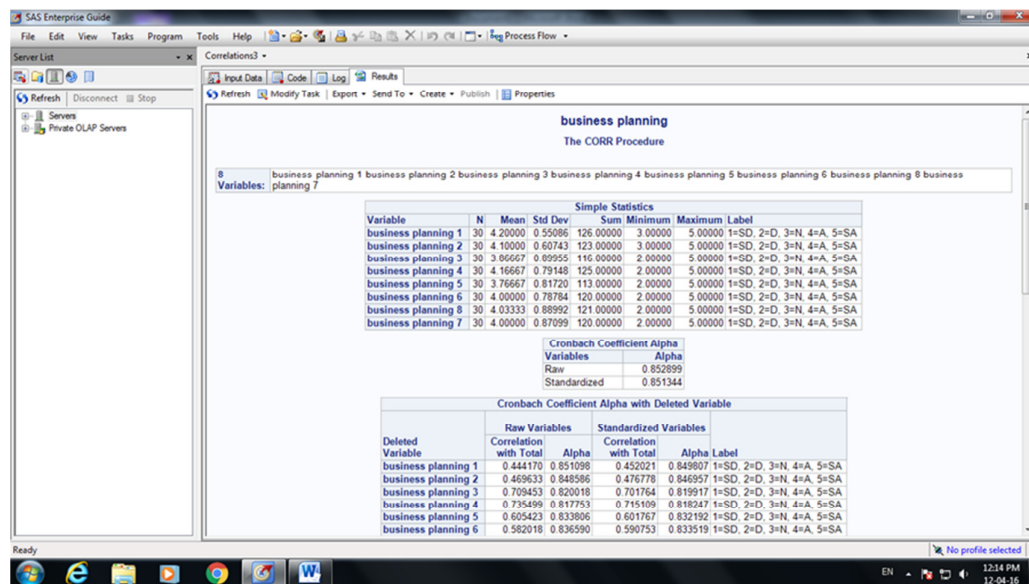 SAS Enterprise Guide
File Edit View Tasks Program Tools Help Process Flow
Server List
Correlations3
Input Data Code Log Results
Refresh Modify Task Export Send To Create Publish Properties
Refresh Disconnect Stop
Servers
Private OLAP Servers
business planning
The CORR Procedure
8 Variables: business planning 1 business planning 2 business planning 3 business planning 4 business planning 5 business planning 6 business planning 8 business planning 7
Simple Statistics
Variable N Mean Std Dev Sum Minimum Maximum Label
business planning 1 30 4.20000 0.55086 126.00000 3.00000 5.00000 1=SD, 2=D, 3=N, 4=A, 5=SA
business planning 2 30 4.10000 0.60743 123.00000 3.00000 5.00000 1=SD, 2=D, 3=N, 4=A, 5=SA
business planning 3 30 3.86667 0.89955 116.00000 2.00000 5.00000 1=SD, 2=D, 3=N, 4=A, 5=SA
business planning 4 30 4.16667 0.79148 125.00000 2.00000 5.00000 1=SD, 2=D, 3=N, 4=A, 5=SA
business planning 5 30 3.76667 0.81720 113.00000 2.00000 5.00000 1=SD, 2=D, 3=N, 4=A, 5=SA
business planning 6 30 4.00000 0.78784 120.00000 2.00000 5.00000 1=SD, 2=D, 3=N, 4=A, 5=SA
business planning 8 30 4.03333 0.88992 121.00000 2.00000 5.00000 1=SD, 2=D, 3=N, 4=A, 5=SA
business planning 7 30 4.00000 0.87099 120.00000 2.00000 5.00000 1=SD, 2=D, 3=N, 4=A, 5=SA
Cronbach Coefficient Alpha
Variables Alpha
Raw 0.852899
Standardized 0.851344
Cronbach Coefficient Alpha with Deleted Variable
Raw Variables Standardized Variables
Deleted Variable Correlation with Total Alpha Correlation with Total Alpha Label
business planning 1 0.444170 0.851098 0.452021 0.849807 1=SD, 2=D, 3=N, 4=A, 5=SA
business planning 2 0.469633 0.848586 0.476778 0.846957 1=SD, 2=D, 3=N, 4=A, 5=SA
business planning 3 0.709453 0.820018 0.701764 0.819917 1=SD, 2=D, 3=N, 4=A, 5=SA
business planning 4 0.735499 0.817753 0.715109 0.818247 1=SD, 2=D, 3=N, 4=A, 5=SA
business planning 5 0.605423 0.833806 0.601767 0.832192 1=SD, 2=D, 3=N, 4=A, 5=SA
business planning 6 0.582018 0.836590 0.590753 0.833519 1=SD, 2=D, 3=N, 4=A, 5=SA
Ready
No profile selected
EN
12:14 PM
12-04-16